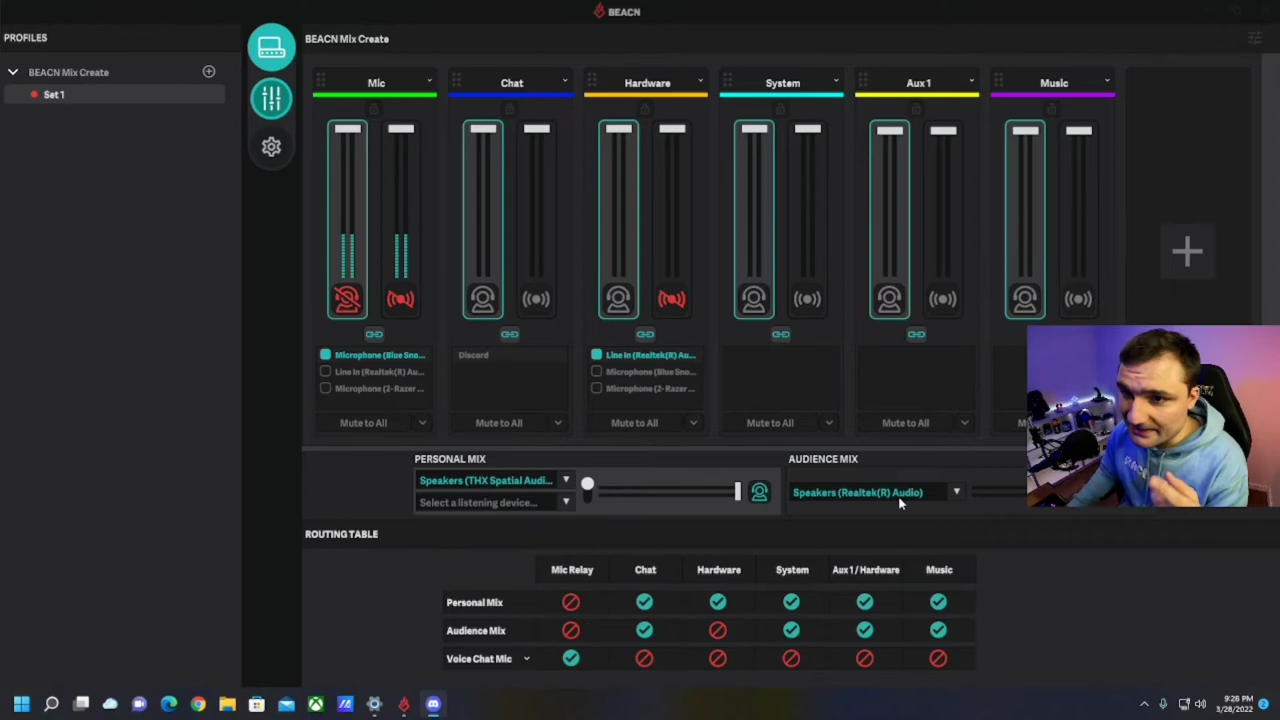 BEACN
PROFILES
BEACN Mix Create
Set 1
BEACN Mix Create
Mic
Chat
Hardware
System
Aux 1
Music
Microphone (Blue Sno...
Line In (Realtek(R) Au...
Microphone (2- Razer ...
Discord
Line In (Realtek(R) Au...
Microphone (Blue Sno...
Microphone (2- Razer ...
Mute to All
Mute to All
Mute to All
Mute to All
Mute to All
PERSONAL MIX
Speakers (THX Spatial Audi...
Select a listening device...
AUDIENCE MIX
Speakers (Realtek(R) Audio)
ROUTING TABLE
Mic Relay
Chat
Hardware
System
Aux 1 / Hardware
Music
Personal Mix
Audience Mix
Voice Chat Mic
9:28 PM
3/28/2022
2